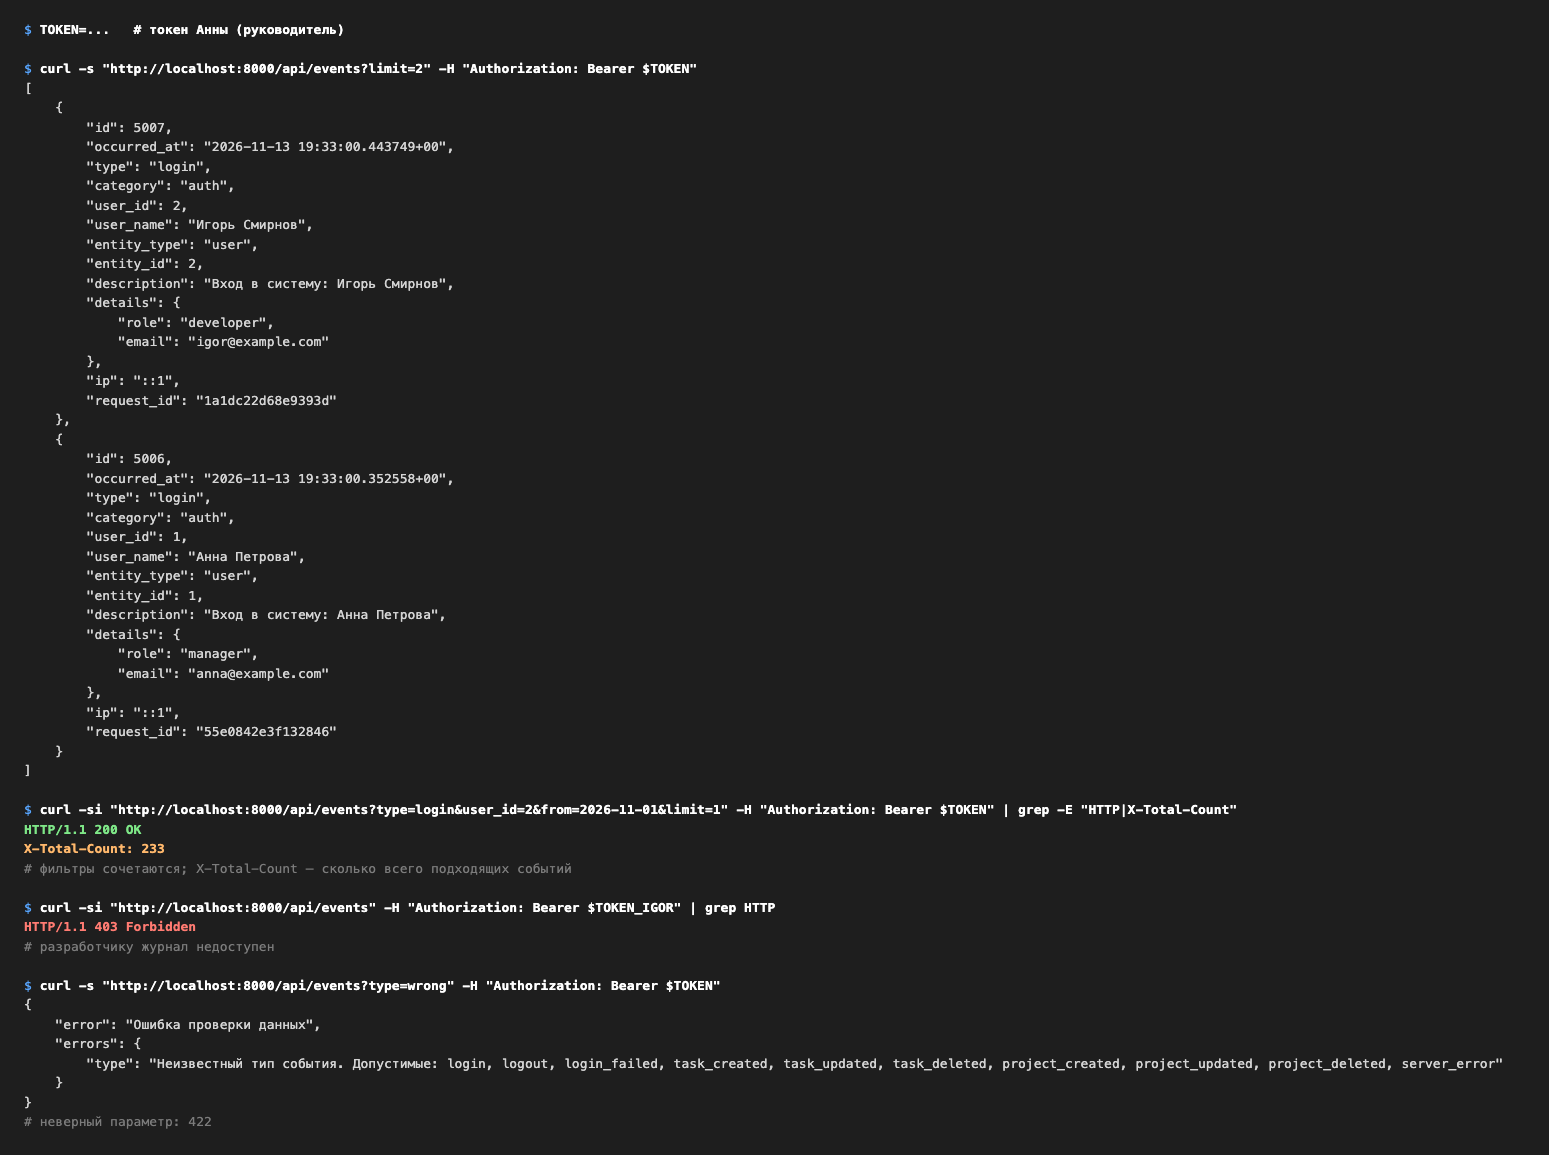 $ TOKEN=...   # токен Анны (руководитель)
$ curl -s "http://localhost:8000/api/events?limit=2" -H "Authorization: Bearer $TOKEN"
[
    {
        "id": 5007,
        "occurred_at": "2026-11-13 19:33:00.443749+00",
        "type": "login",
        "category": "auth",
        "user_id": 2,
        "user_name": "Игорь Смирнов",
        "entity_type": "user",
        "entity_id": 2,
        "description": "Вход в систему: Игорь Смирнов",
        "details": {
            "role": "developer",
            "email": "igor@example.com"
        },
        "ip": "::1",
        "request_id": "1a1dc22d68e9393d"
    },
    {
        "id": 5006,
        "occurred_at": "2026-11-13 19:33:00.352558+00",
        "type": "login",
        "category": "auth",
        "user_id": 1,
        "user_name": "Анна Петрова",
        "entity_type": "user",
        "entity_id": 1,
        "description": "Вход в систему: Анна Петрова",
        "details": {
            "role": "manager",
            "email": "anna@example.com"
        },
        "ip": "::1",
        "request_id": "55e0842e3f132846"
    }
]
$ curl -si "http://localhost:8000/api/events?type=login&user_id=2&from=2026-11-01&limit=1" -H "Authorization: Bearer $TOKEN" | grep -E "HTTP|X-Total-Count"
HTTP/1.1 200 OK
X-Total-Count: 233
# фильтры сочетаются; X-Total-Count — сколько всего подходящих событий
$ curl -si "http://localhost:8000/api/events" -H "Authorization: Bearer $TOKEN_IGOR" | grep HTTP
HTTP/1.1 403 Forbidden
# разработчику журнал недоступен
$ curl -s "http://localhost:8000/api/events?type=wrong" -H "Authorization: Bearer $TOKEN"
{
    "error": "Ошибка проверки данных",
    "errors": {
        "type": "Неизвестный тип события. Допустимые: login, logout, login_failed, task_created, task_updated, task_deleted, project_created, project_updated, project_deleted, server_error"
    }
}
# неверный параметр: 422